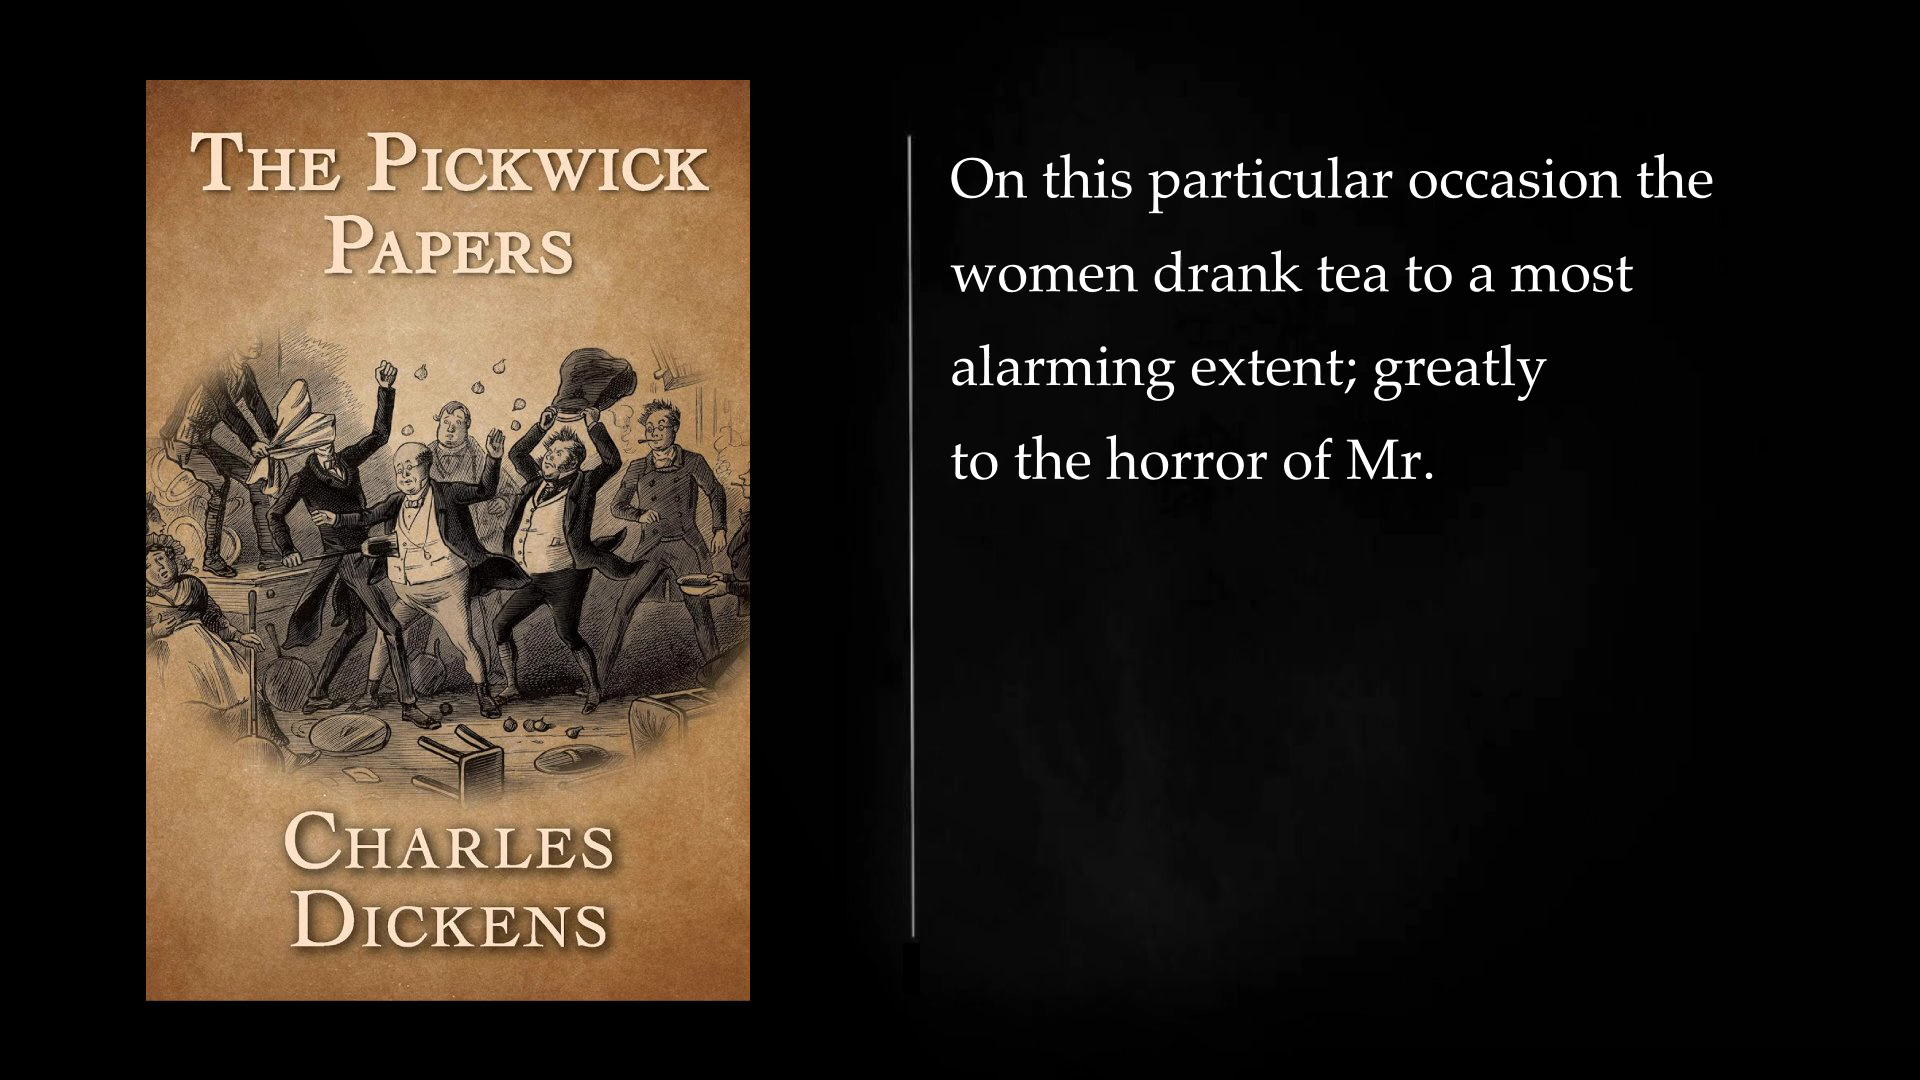 THE PICKWICK
PAPERS
CHARLES
DICKENS
On this particular occasion the
women drank tea to a most
alarming extent; greatly
to the horror of Mr.